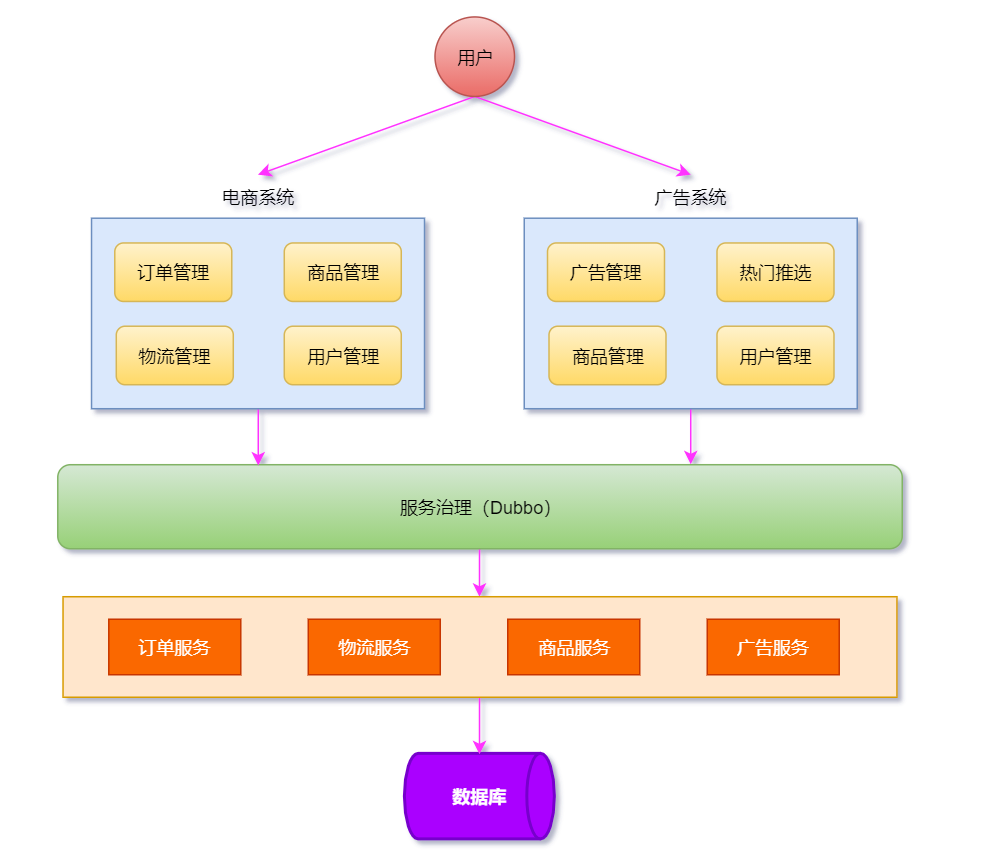 用户
电商系统
广告系统
订单管理
商品管理
广告管理
热门推选
物流管理
用户管理
商品管理
用户管理
服务治理（Dubbo）
订单服务
物流服务
商品服务
广告服务
数据库